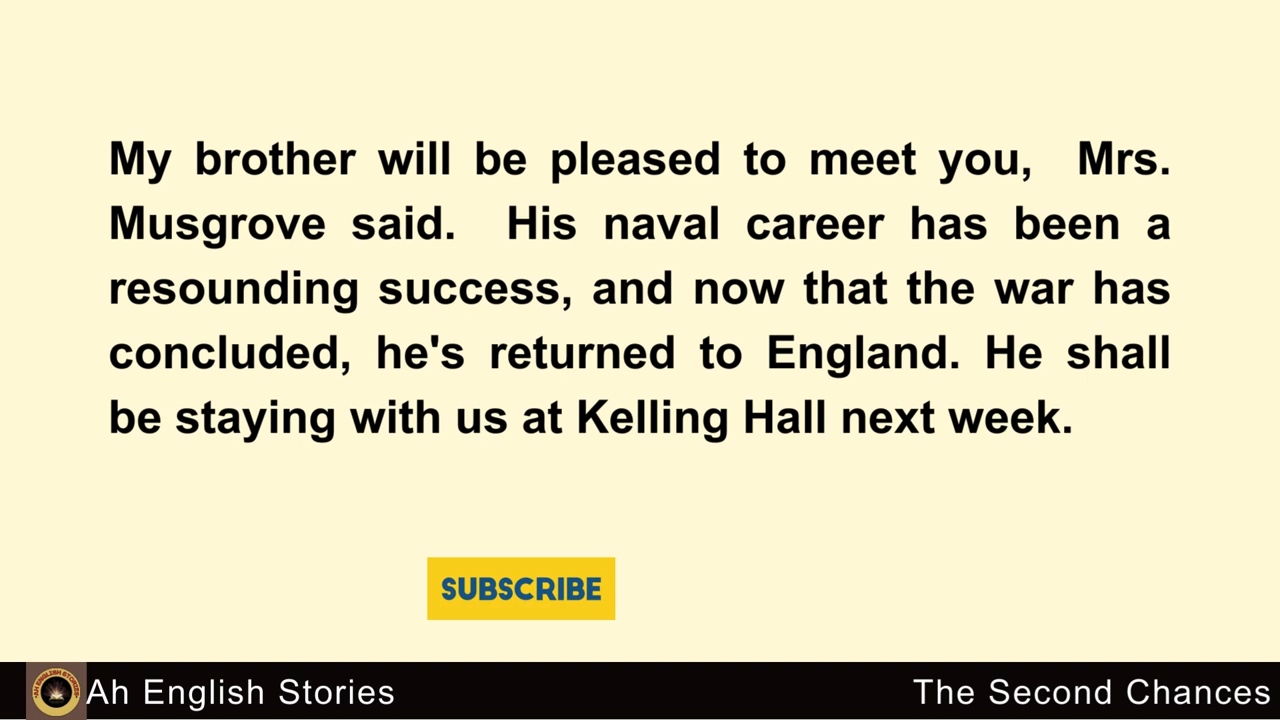 My brother will be pleased to meet you, Mrs.
Musgrove said. His naval career has been a
resounding success, and now that the war has
concluded, he's returned to England. He shall
be staying with us at Kelling Hall next week.
SUBSCRIBE
Ah English Stories
The Second Chances